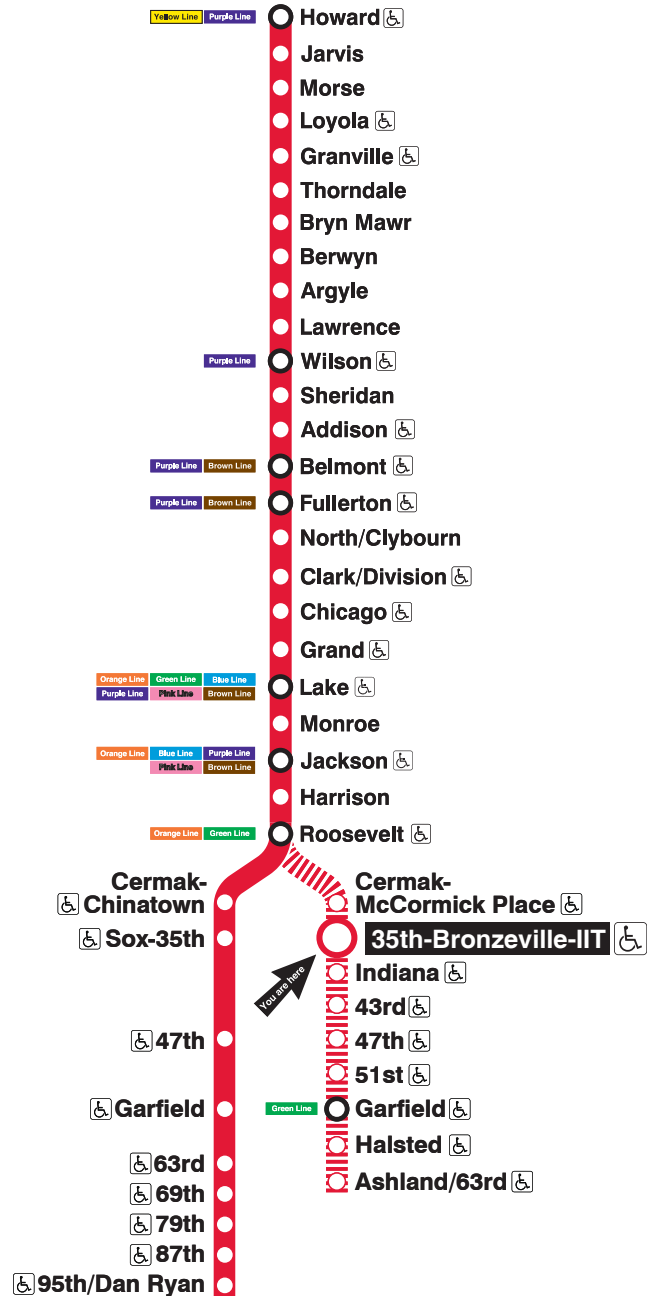 Yellow Line Purple Line Howard
Jarvis
Morse
Loyola
Granville
Thorndale
Bryn Mawr
Berwyn
Argyle
Lawrence
Purple Line Wilson
Sheridan
Addison
Purple Line Brown Line Belmont
Purple Line Brown Line Fullerton
North/Clybourn
Clark/Division
Chicago
Grand
Orange Line Green Line Blue Line
Purple Line Pink Line Brown Line
Lake
Monroe
Orange Line Blue Line Purple Line
Pink Line Brown Line
Jackson
Harrison
Orange Line Green Line Roosevelt
Cermak-
Chinatown
Sox-35th
47th
Garfield
63rd
69th
79th
87th
95th/Dan Ryan
Cermak-
McCormick Place
35th-Bronzeville-IIT
You are here
Indiana
43rd
47th
51st
Green Line Garfield
Halsted
Ashland/63rd